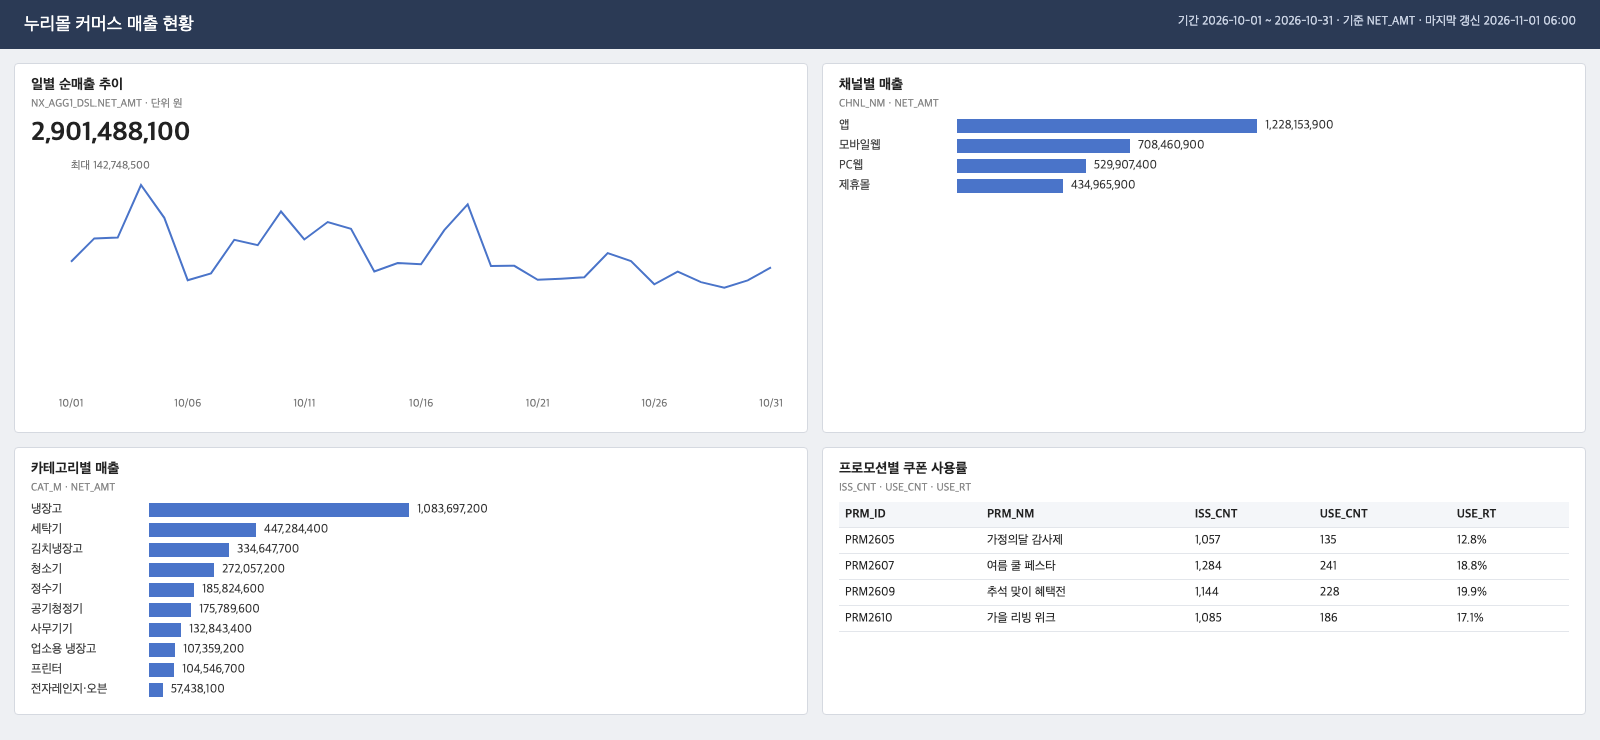 누리몰 커머스 매출 현황
기간 2026-10-01 ~ 2026-10-31 · 기준 NET_AMT · 마지막 갱신 2026-11-01 06:00
일별 순매출 추이
NX_AGG1_DSL.NET_AMT · 단위 원
2,901,488,100
최대 142,748,500
10/01 10/06 10/11 10/16 10/21 10/26 10/31
채널별 매출
CHNL_NM · NET_AMT
앱 1,228,153,900
모바일웹 708,460,900
PC웹 529,907,400
제휴몰 434,965,900
카테고리별 매출
CAT_M · NET_AMT
냉장고 1,083,697,200
세탁기 447,284,400
김치냉장고 334,647,700
청소기 272,057,200
정수기 185,824,600
공기청정기 175,789,600
사무기기 132,843,400
업소용 냉장고 107,359,200
프린터 104,546,700
전자레인지·오븐 57,438,100
프로모션별 쿠폰 사용률
ISS_CNT · USE_CNT · USE_RT
PRM_ID PRM_NM ISS_CNT USE_CNT USE_RT
PRM2605 가정의달 감사제 1,057 135 12.8%
PRM2607 여름 쿨 페스타 1,284 241 18.8%
PRM2609 추석 맞이 혜택전 1,144 228 19.9%
PRM2610 가을 리빙 위크 1,085 186 17.1%